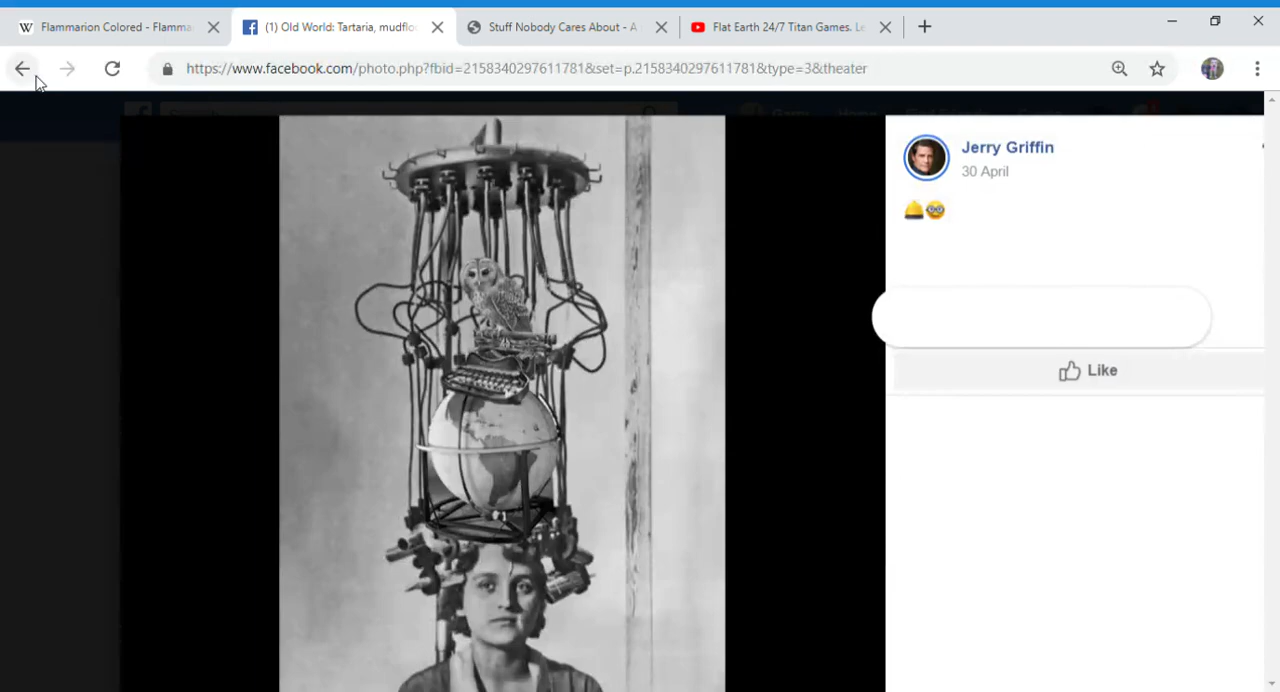 Flammarion Colored - Flamma
(1) Old World: Tartaria, mudflo
Stuff Nobody Cares About - A
Flat Earth 24/7 Titan Games. Le
https://www.facebook.com/photo.php?fbid=2158340297611781&set=p.2158340297611781&type=3&theater
Jerry Griffin
30 April
Like